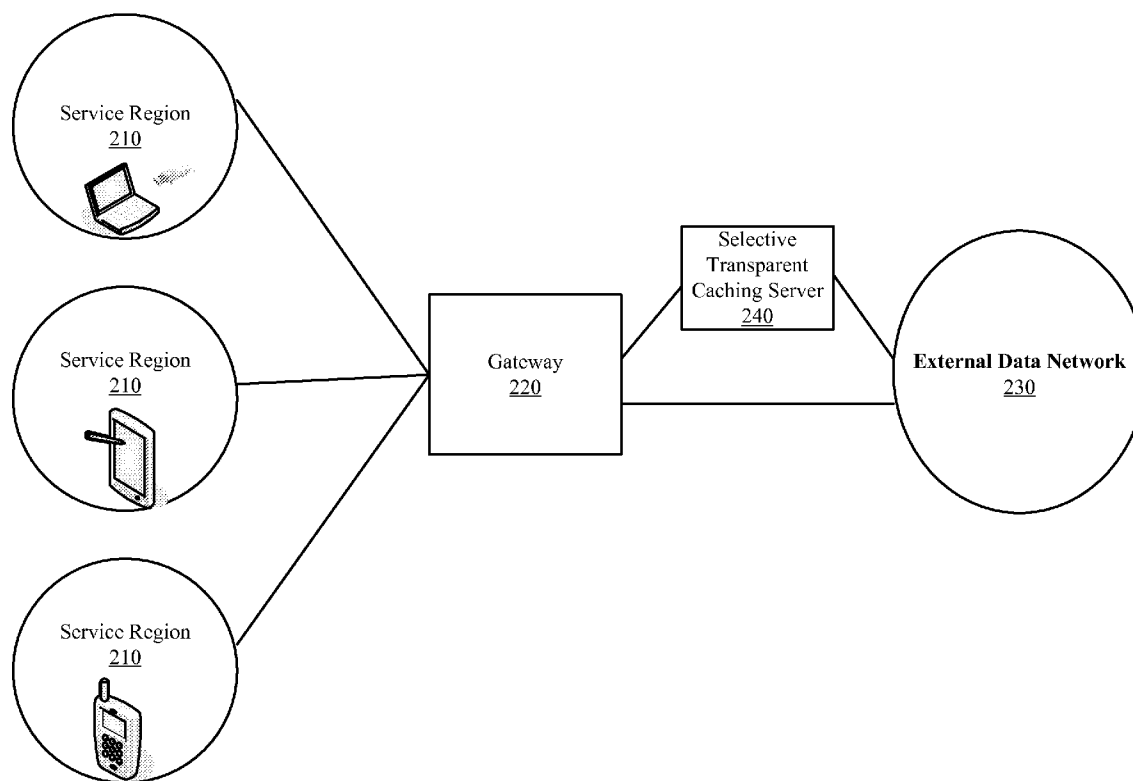 Service Region
210
Service Region
210
Service Region
210
Gateway
220
Selective
Transparent
Caching Server
240
External Data Network
230